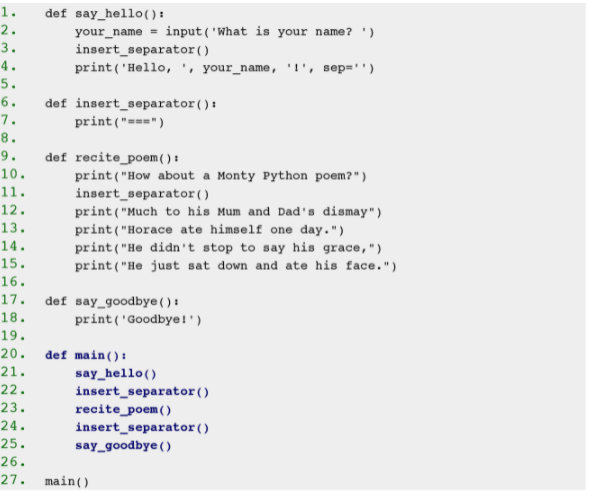 1. def say_hello():
2.     your_name = input('What is your name? ')
3.     insert_separator()
4.     print('Hello, ', your_name, '!', sep='')
5.
6. def insert_separator():
7.     print("===")
8.
9. def recite_poem():
10.     print("How about a Monty Python poem?")
11.     insert_separator()
12.     print("Much to his Mum and Dad's dismay")
13.     print("Horace ate himself one day.")
14.     print("He didn't stop to say his grace,")
15.     print("He just sat down and ate his face.")
16.
17. def say_goodbye():
18.     print('Goodbye!')
19.
20. def main():
21.     say_hello()
22.     insert_separator()
23.     recite_poem()
24.     insert_separator()
25.     say_goodbye()
26.
27. main()